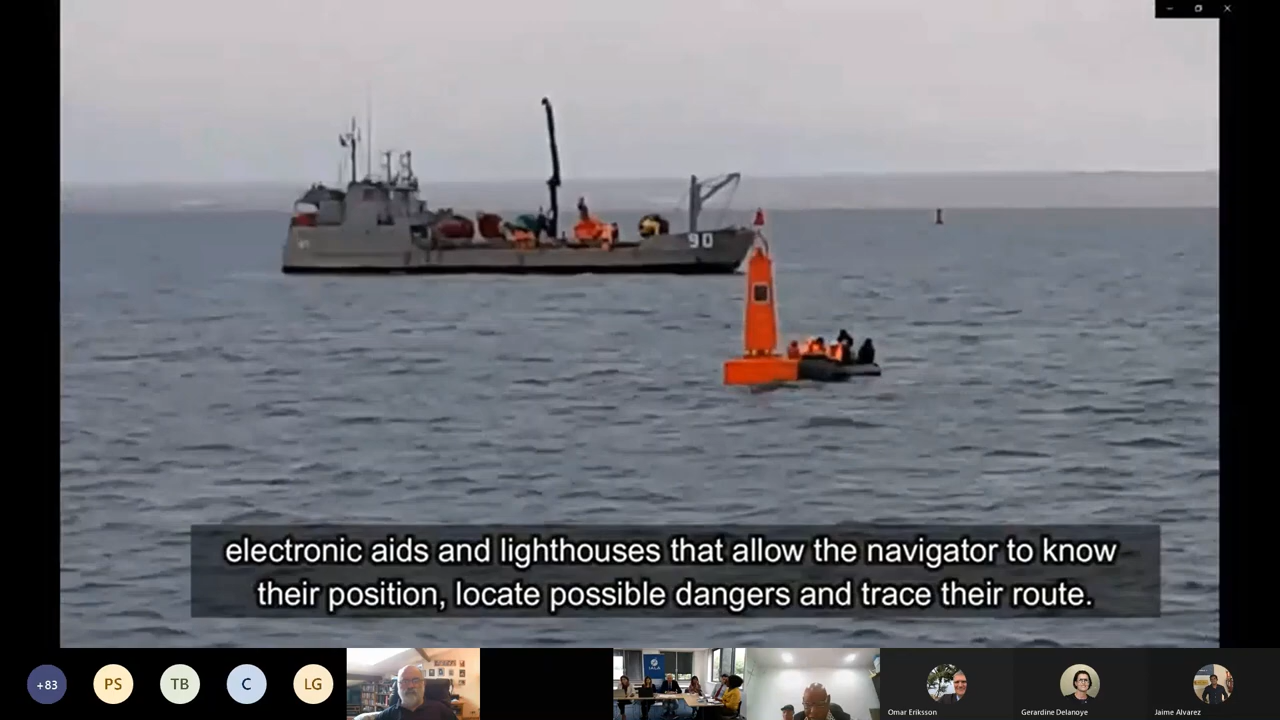 90
electronic aids and lighthouses that allow the navigator to know
their position, locate possible dangers and trace their route.
+83
PS
TB
C
LG
IALA
Omar Eriksson
Gerardine Delanoye
Jaime Alvarez